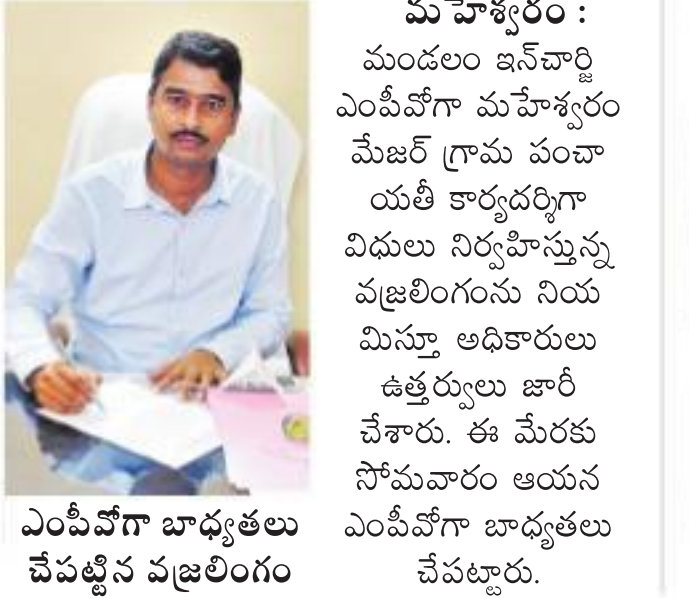 మహేశ్వరం :
మండలం ఇన్‌చార్జి
ఎంపీవోగా మహేశ్వరం
మేజర్ గ్రామ పంచా
యతీ కార్యదర్శిగా
విధులు నిర్వహిస్తున్న
వజ్రలింగంను నియ
మిస్తూ అధికారులు
ఉత్తర్వులు జారీ
చేశారు. ఈ మేరకు
సోమవారం ఆయన
ఎంపీవోగా బాధ్యతలు
చేపట్టారు.
ఎంపీవోగా బాధ్యతలు
చేపట్టిన వజ్రలింగం